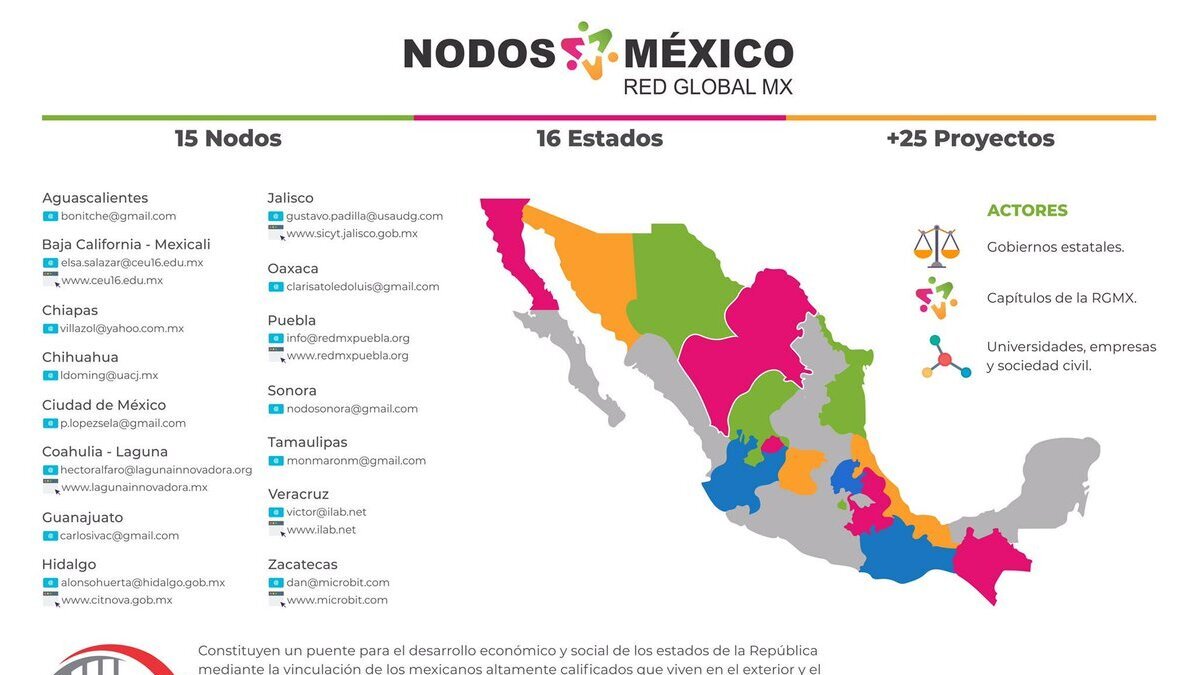 NODOS MÉXICO
RED GLOBAL MX
15 Nodos
16 Estados
+25 Proyectos
Aguascalientes
bonitche@gmail.com
Baja California - Mexicali
elsa.salazar@ceu16.edu.mx
www.ceu16.edu.mx
Chiapas
villazol@yahoo.com.mx
Chihuahua
ldoming@uacj.mx
Ciudad de México
p.lopezsela@gmail.com
Coahulia - Laguna
hectoralfaro@lagunainnovadora.org
www.lagunainnovadora.mx
Guanajuato
carlosivac@gmail.com
Hidalgo
alonsohuerta@hidalgo.gob.mx
www.citnova.gob.mx
Jalisco
gustavo.padilla@usaudg.com
www.sicyt.jalisco.gob.mx
Oaxaca
clarisatoledoluis@gmail.com
Puebla
info@redmxpuebla.org
www.redmxpuebla.org
Sonora
nodosonora@gmail.com
Tamaulipas
monmaronm@gmail.com
Veracruz
victor@ilab.net
www.ilab.net
Zacatecas
dan@microbit.com
www.microbit.com
ACTORES
Gobiernos estatales.
Capítulos de la RGMX.
Universidades, empresas
y sociedad civil.
Constituyen un puente para el desarrollo económico y social de los estados de la República
mediante la vinculación de los mexicanos altamente calificados que viven en el exterior y el